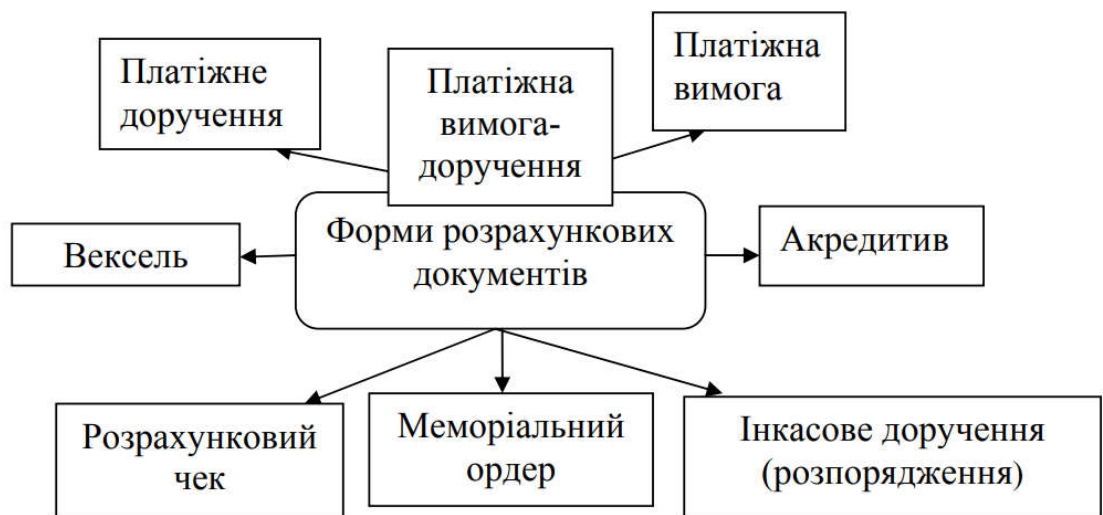 Платіжне
доручення
Платіжна
вимога-
доручення
Платіжна
вимога
Вексель
Форми розрахункових
документів
Акредитив
Розрахунковий
чек
Меморіальний
ордер
Інкасове доручення
(розпорядження)